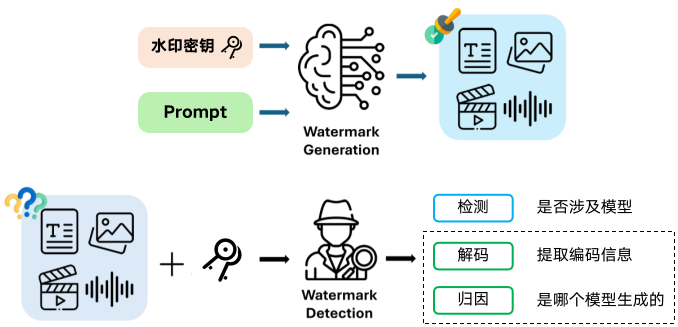 水印密钥
Prompt
Watermark
Generation
T
T
Watermark
Detection
检测
是否涉及模型
解码
提取编码信息
归因
是哪个模型生成的
???